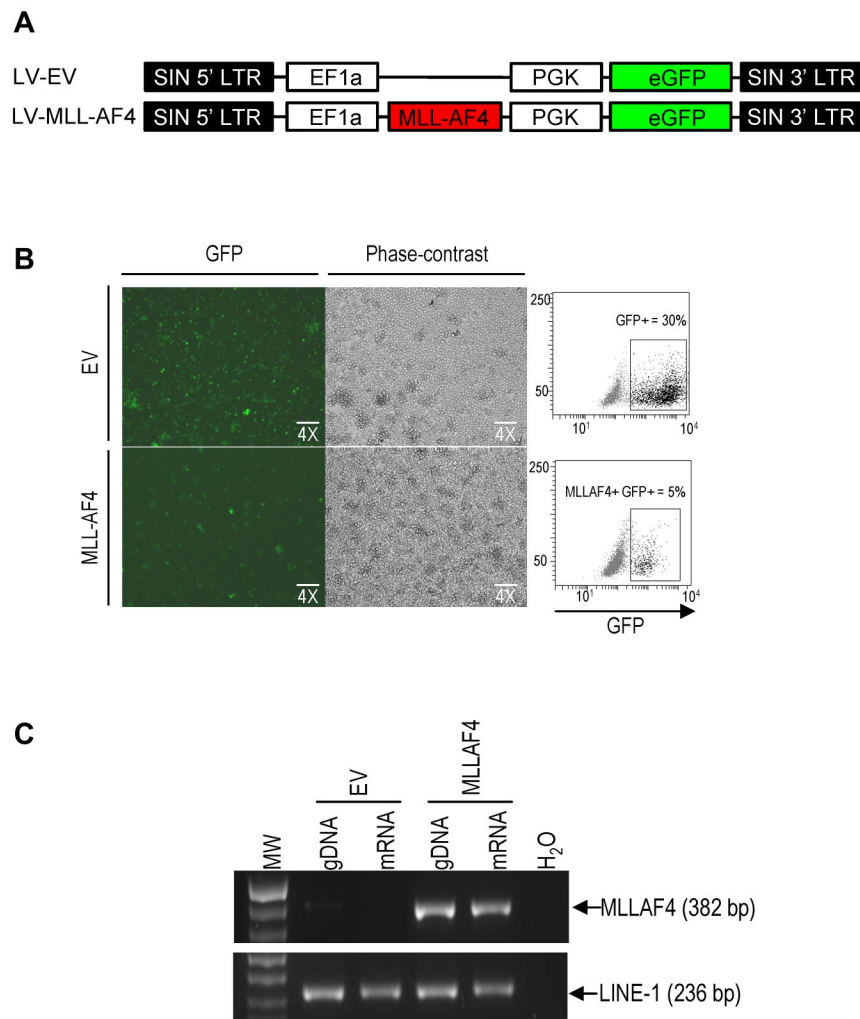 A
LV-EV SIN 5' LTR EF1a PGK eGFP SIN 3' LTR
LV-MLL-AF4 SIN 5' LTR EF1a MLL-AF4 PGK eGFP SIN 3' LTR
B
GFP Phase-contrast
EV
4X 4X
250
50
GFP+ = 30%
10¹ 10⁴
MLL-AF4
4X 4X
250
50
MLLAF4+ GFP+ = 5%
10¹ 10⁴
GFP
C
EV MLLAF4
MW gDNA mRNA gDNA mRNA H₂O
MLLAF4 (382 bp)
LINE-1 (236 bp)